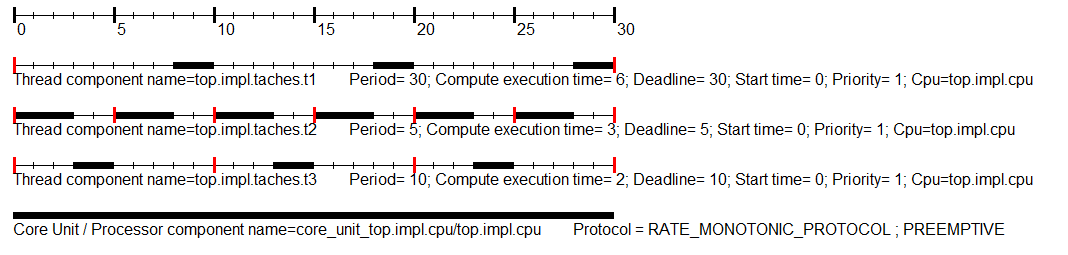 0 5 10 15 20 25 30
Thread component name=top.impl.taches.t1 Period= 30; Compute execution time= 6; Deadline= 30; Start time= 0; Priority= 1; Cpu=top.impl.cpu
Thread component name=top.impl.taches.t2 Period= 5; Compute execution time= 3; Deadline= 5; Start time= 0; Priority= 1; Cpu=top.impl.cpu
Thread component name=top.impl.taches.t3 Period= 10; Compute execution time= 2; Deadline= 10; Start time= 0; Priority= 1; Cpu=top.impl.cpu
Core Unit / Processor component name=core_unit_top.impl.cpu/top.impl.cpu Protocol = RATE_MONOTONIC_PROTOCOL ; PREEMPTIVE